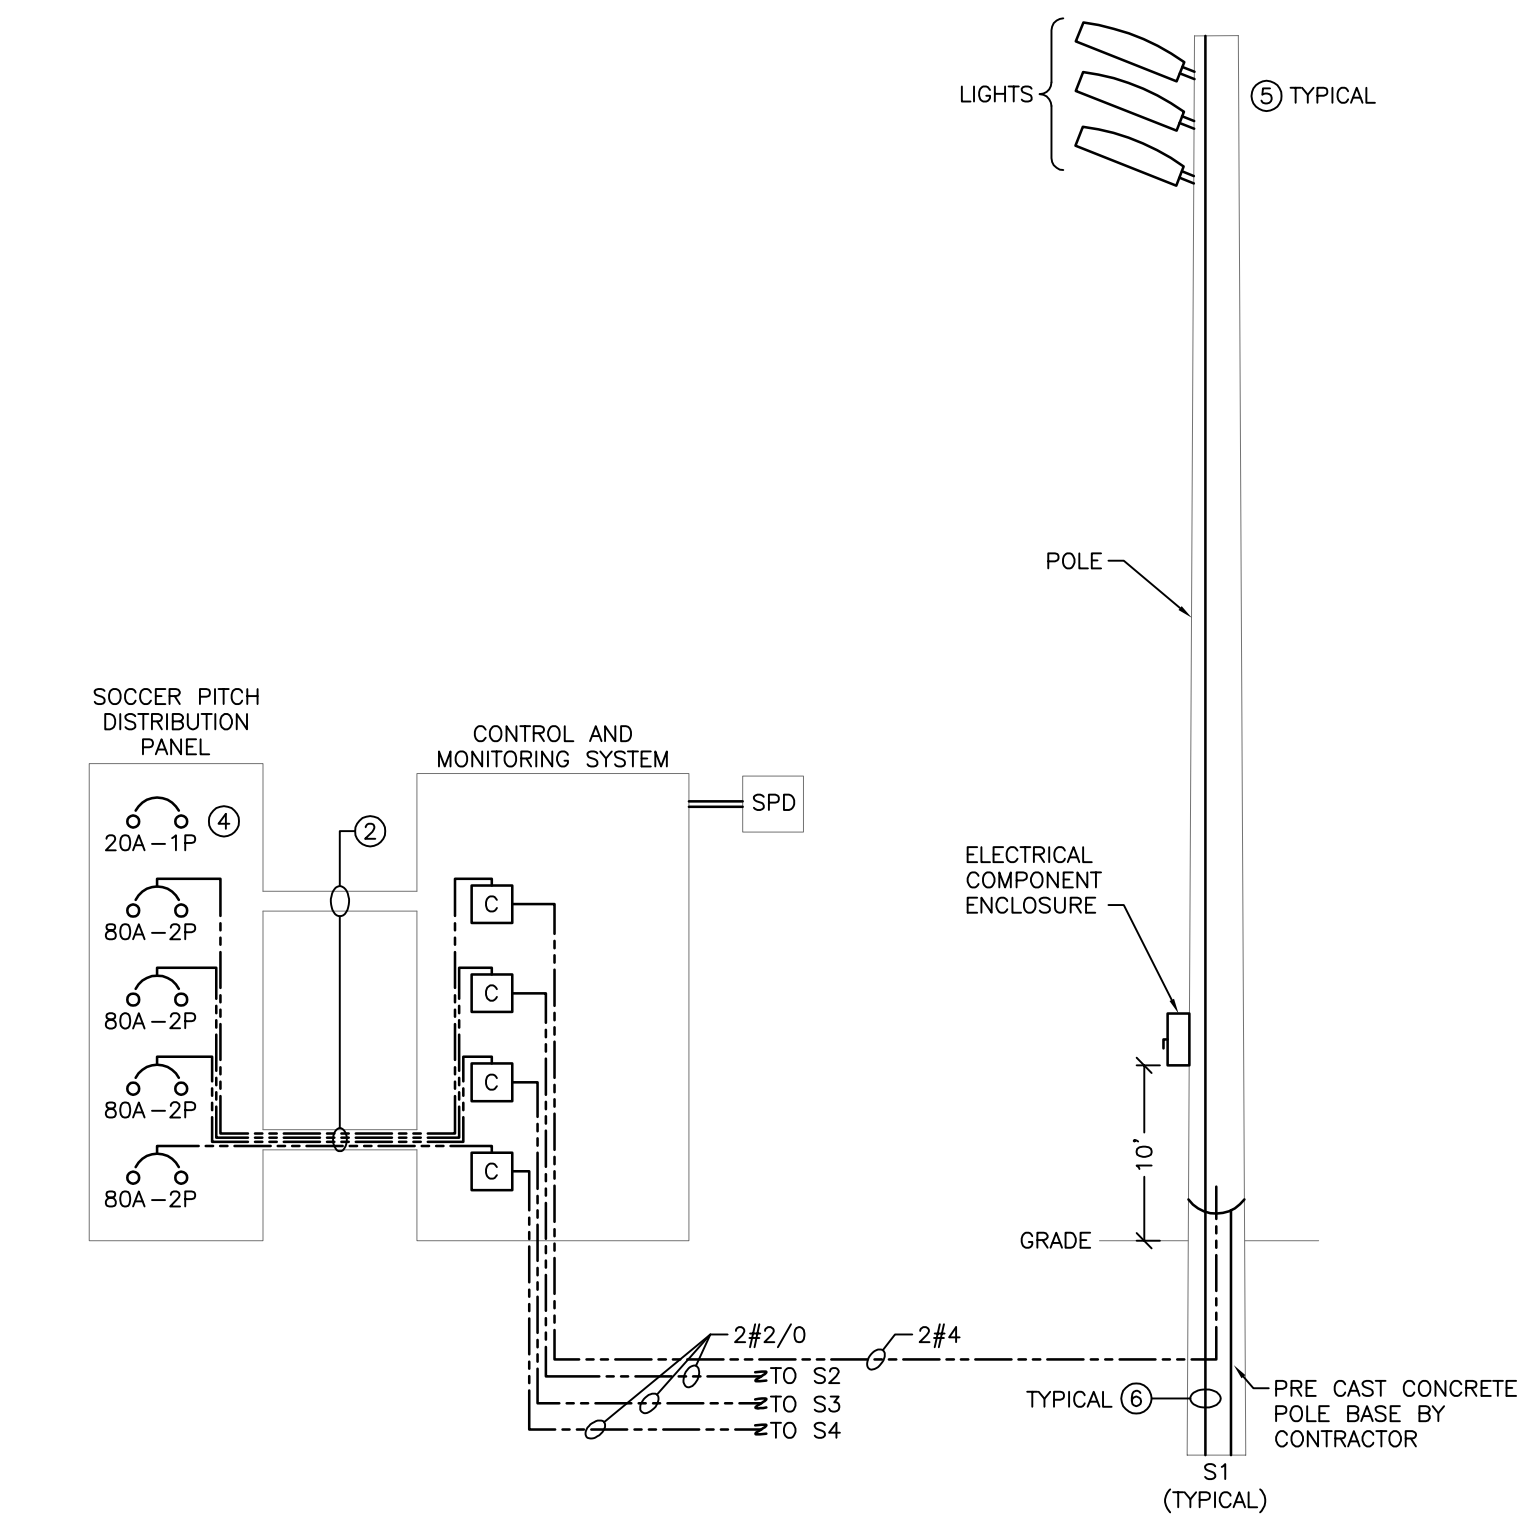 LIGHTS
5 TYPICAL
POLE
SOCCER PITCH
DISTRIBUTION
PANEL
CONTROL AND
MONITORING SYSTEM
SPD
4
20A-1P
2
80A-2P
80A-2P
80A-2P
80A-2P
C
C
C
C
ELECTRICAL
COMPONENT
ENCLOSURE
10'
GRADE
2#2/0
2#4
TO S2
TO S3
TO S4
TYPICAL 6
PRE CAST CONCRETE
POLE BASE BY
CONTRACTOR
S1
(TYPICAL)